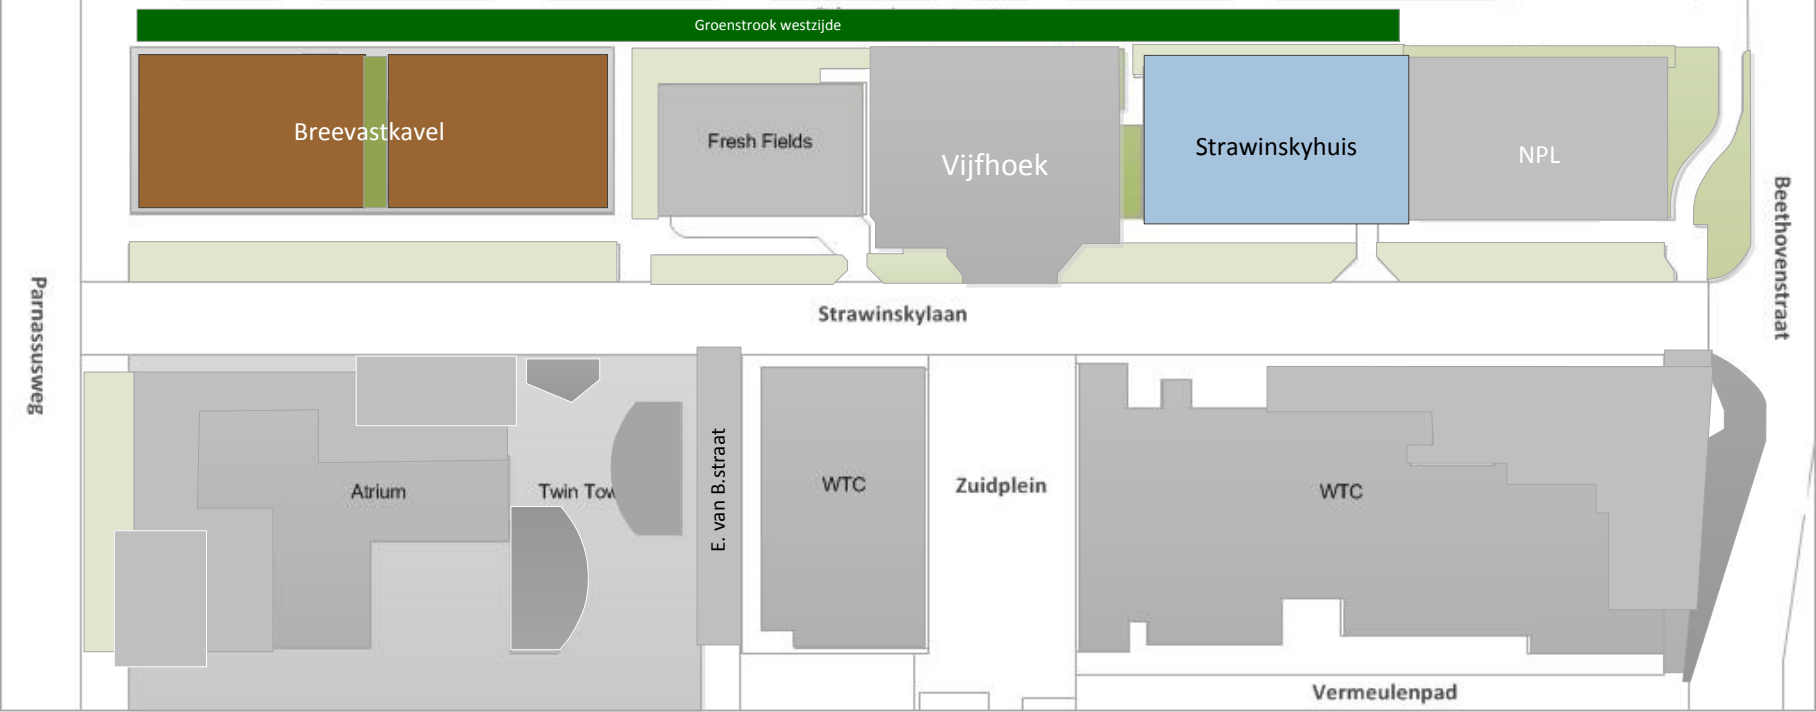 Groenstrook westzijde
Breevastkavel
Fresh Fields
Vijfhoek
Strawinskyhuis
NPL
Beethovenstraat
Parnassusweg
Strawinskylaan
Atrium
Twin Tow
E. van B.straat
WTC
Zuidplein
WTC
Vermeulenpad